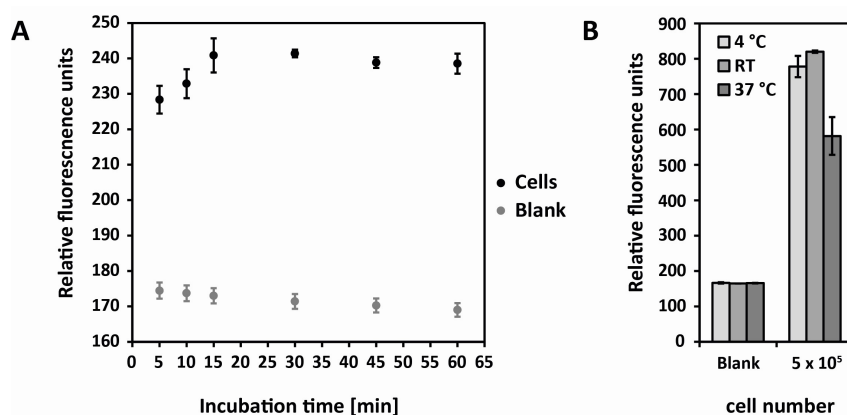 A
Relative fluorescnence units
250
240
230
220
210
200
190
180
170
160
0 5 10 15 20 25 30 35 40 45 50 55 60 65
Incubation time [min]
Cells
Blank
B
Relative fluorescence units
900
800
700
600
500
400
300
200
100
0
4 °C
RT
37 °C
Blank 5 x 10⁵
cell number